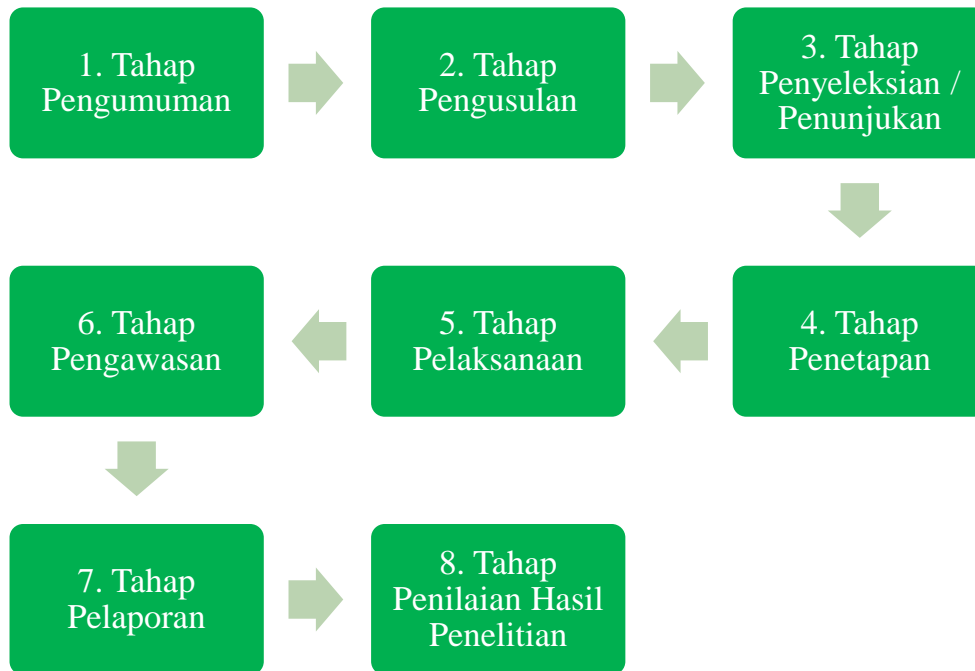 1. Tahap
Pengumuman
2. Tahap
Pengusulan
3. Tahap
Penyeleksian /
Penunjukan
4. Tahap
Penetapan
5. Tahap
Pelaksanaan
6. Tahap
Pengawasan
7. Tahap
Pelaporan
8. Tahap
Penilaian Hasil
Penelitian